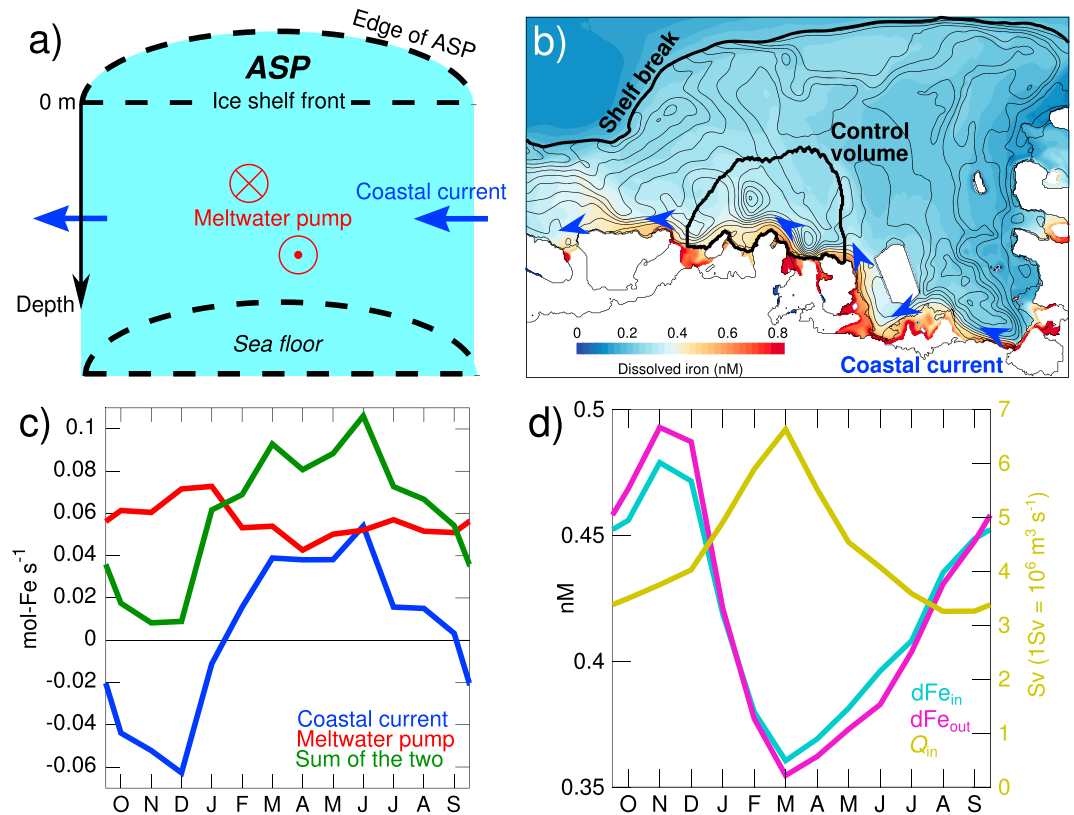 a)
Edge of ASP
ASP
0 m
Ice shelf front
Coastal current
Meltwater pump
Depth
Sea floor
b)
Shelf break
Control
volume
0 0.2 0.4 0.6 0.8
Dissolved iron (nM)
Coastal current
c)
0.1
0.08
0.06
0.04
0.02
0
-0.02
-0.04
-0.06
mol-Fe s⁻¹
Coastal current
Meltwater pump
Sum of the two
O N D J F M A M J J A S
d)
0.5
0.45
0.4
0.35
nM
7
6
5
4
3
2
1
0
Sv (1Sv = 10⁶ m³ s⁻¹)
dFe_in
dFe_out
Q_in
O N D J F M A M J J A S